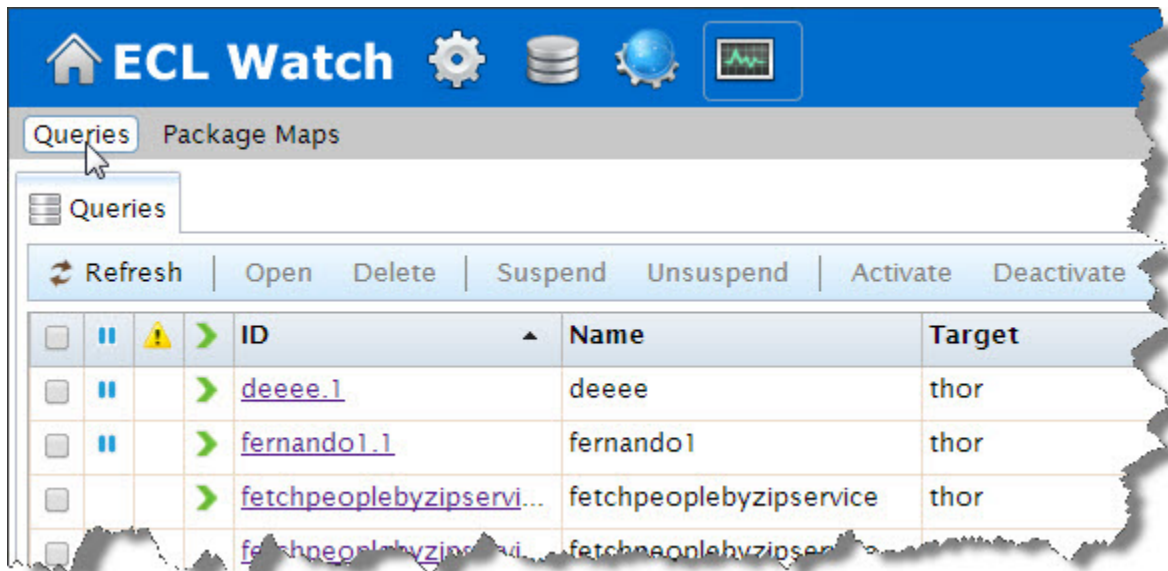 ECL Watch
Queries Package Maps
Queries
Refresh Open Delete Suspend Unsuspend Activate Deactivate
ID Name Target
deeee.1 deeee thor
fernando1.1 fernando1 thor
fetchpeoplebyzipservi... fetchpeoplebyzipservice thor